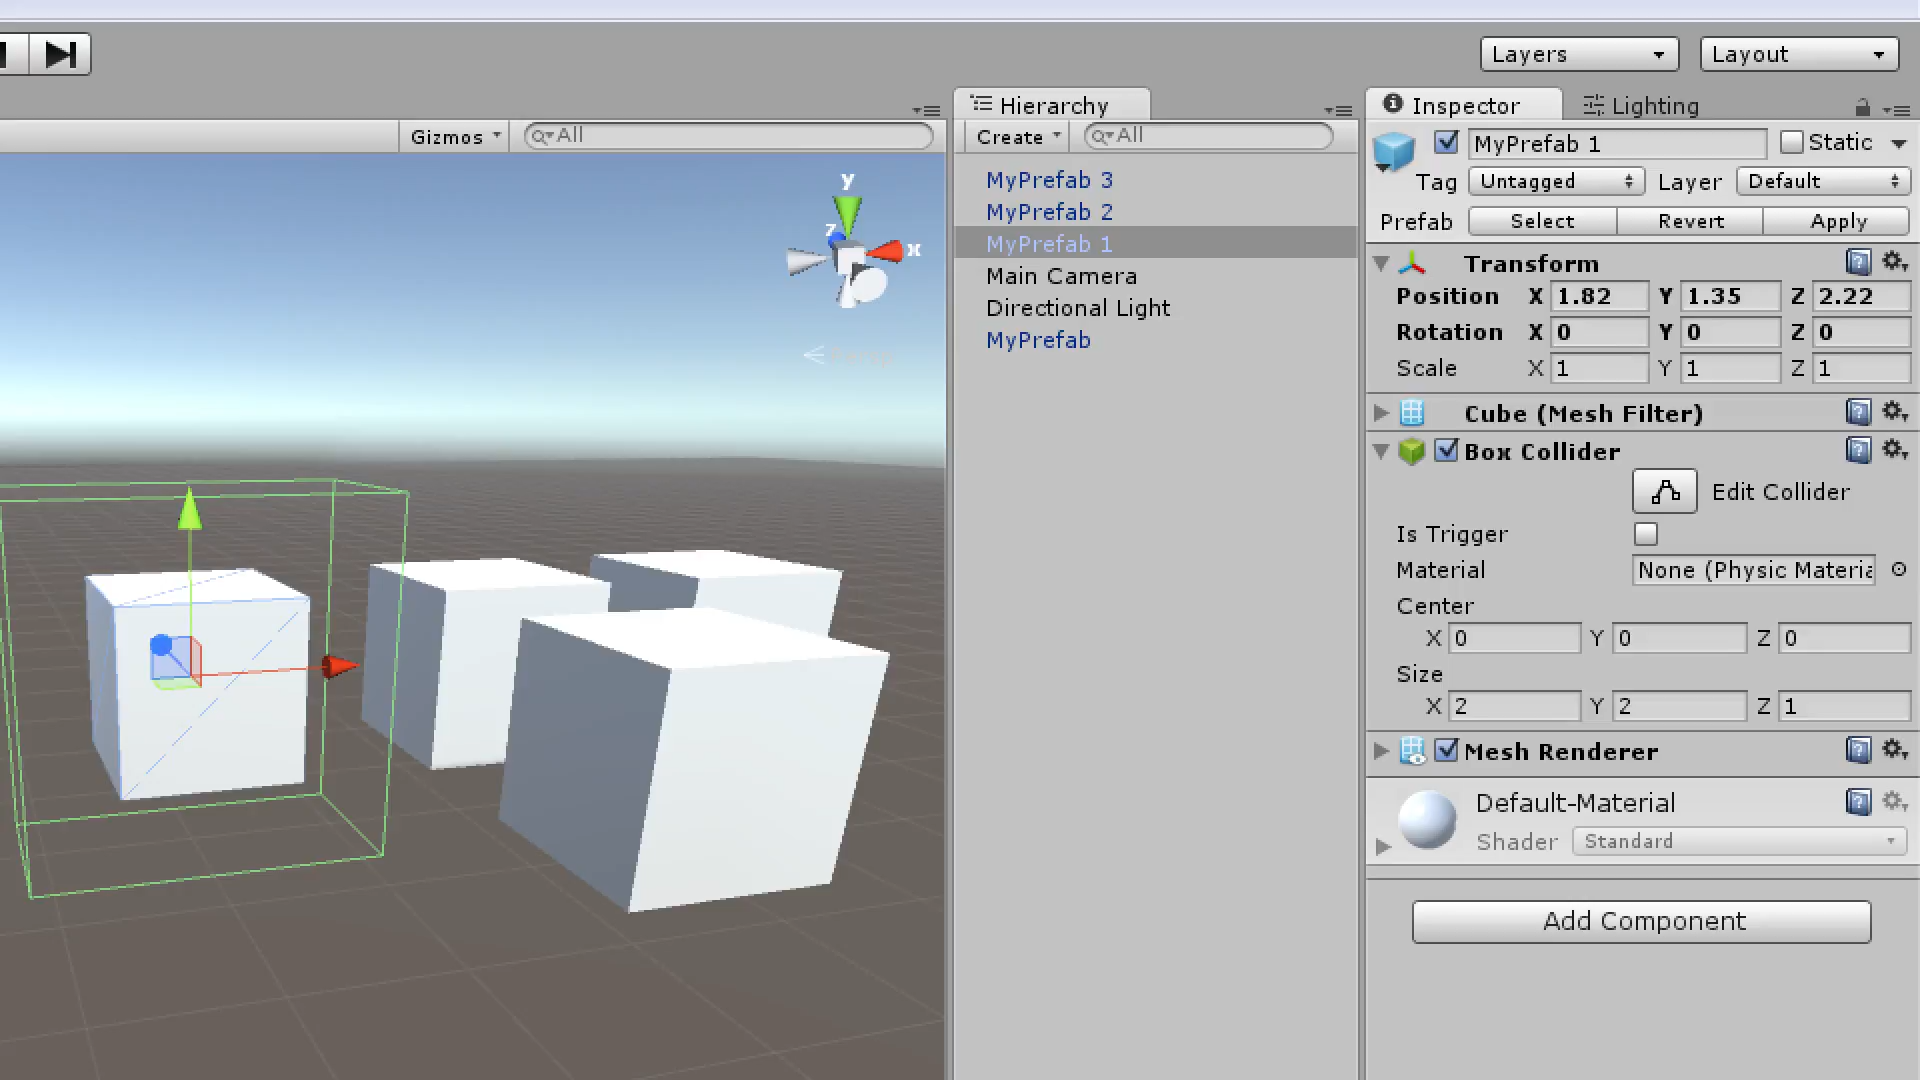 Layers
Layout
Hierarchy
Inspector
Lighting
Gizmos
All
Create
All
MyPrefab 1
Static
Tag
Untagged
Layer
Default
Prefab
Select
Revert
Apply
MyPrefab 3
MyPrefab 2
MyPrefab 1
Main Camera
Directional Light
MyPrefab
y
z
x
Persp
Transform
Position X 1.82 Y 1.35 Z 2.22
Rotation X 0 Y 0 Z 0
Scale X 1 Y 1 Z 1
Cube (Mesh Filter)
Box Collider
Edit Collider
Is Trigger
Material None (Physic Materia
Center
X 0 Y 0 Z 0
Size
X 2 Y 2 Z 1
Mesh Renderer
Default-Material
Shader Standard
Add Component